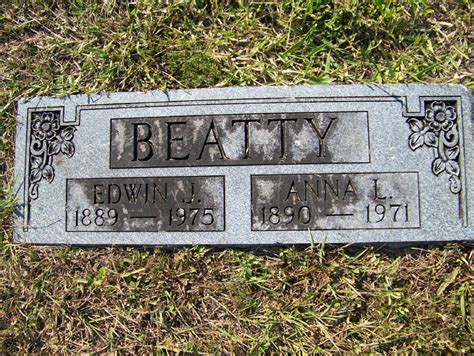 BEATTY
EDWIN J. ANNA L.
1889 — 1975 1890 — 1971